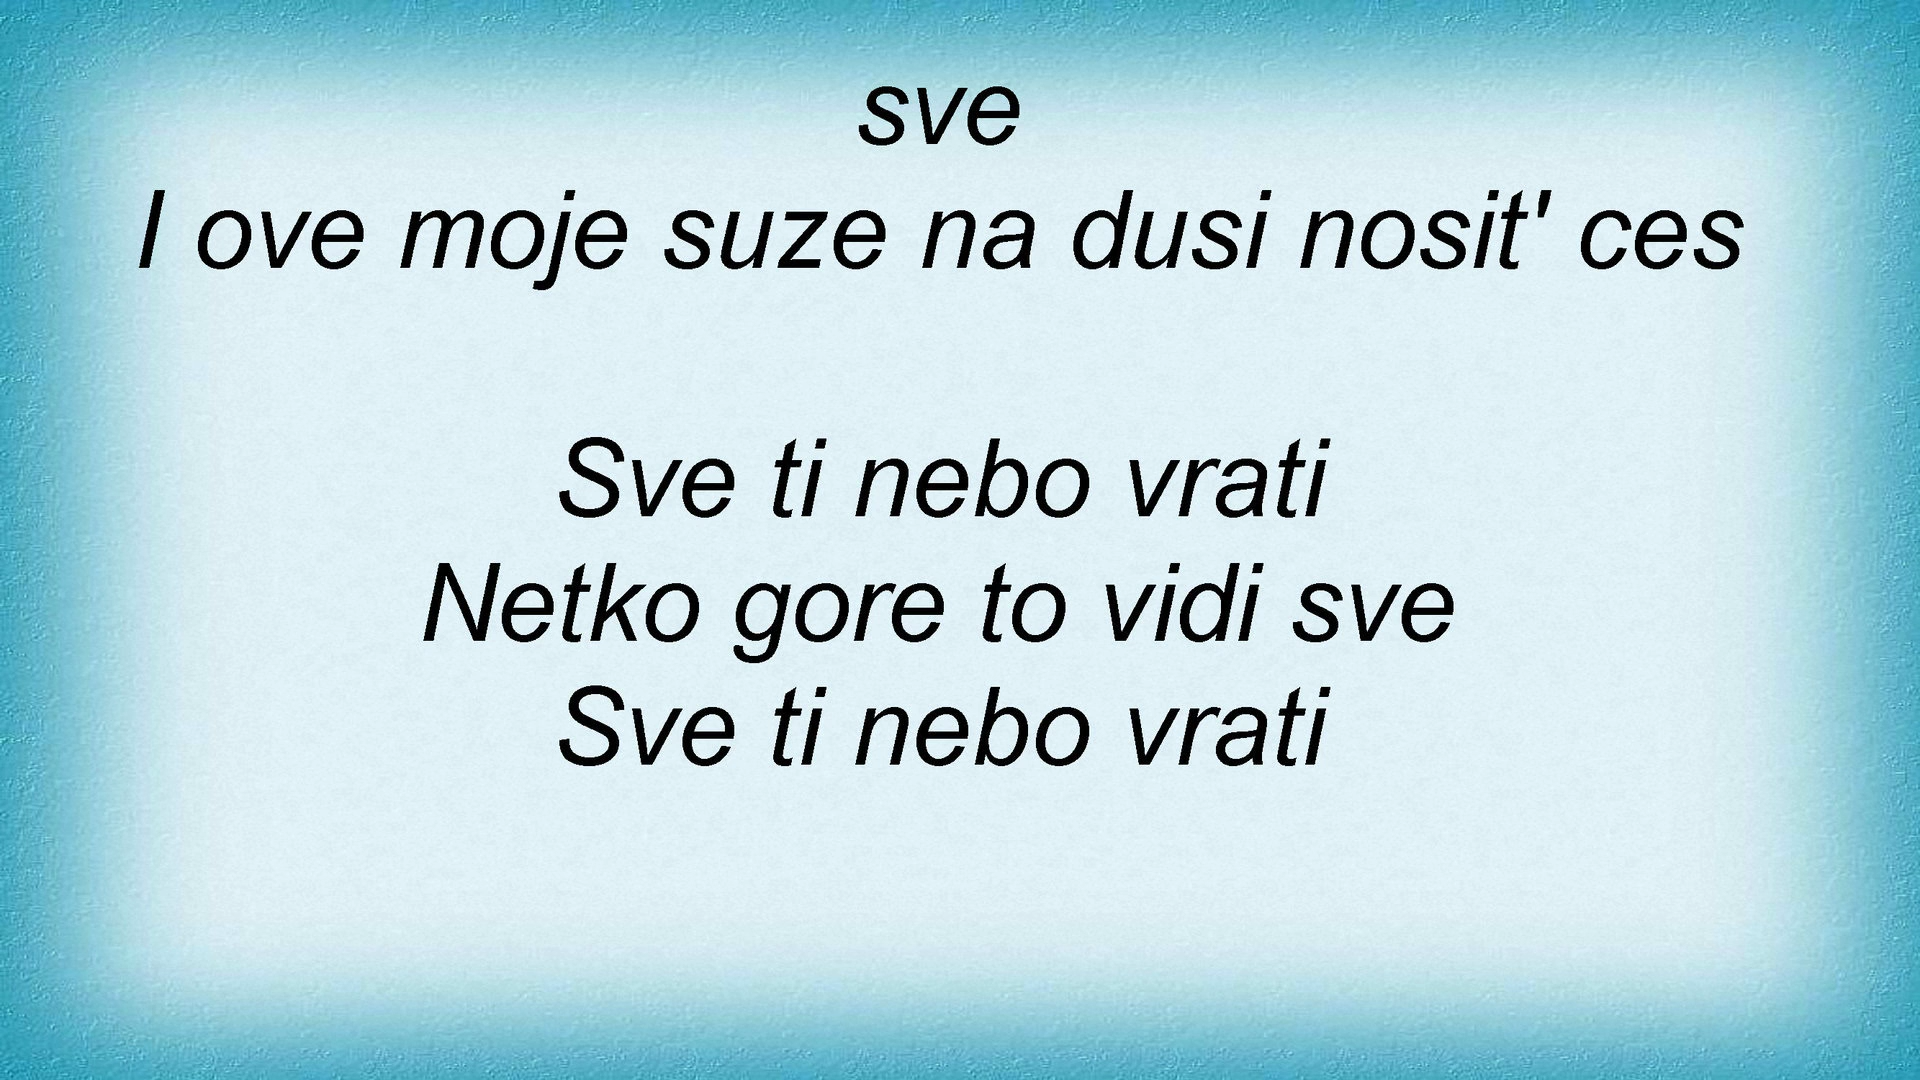 sve
I ove moje suze na dusi nosit' ces
Sve ti nebo vrati
Netko gore to vidi sve
Sve ti nebo vrati